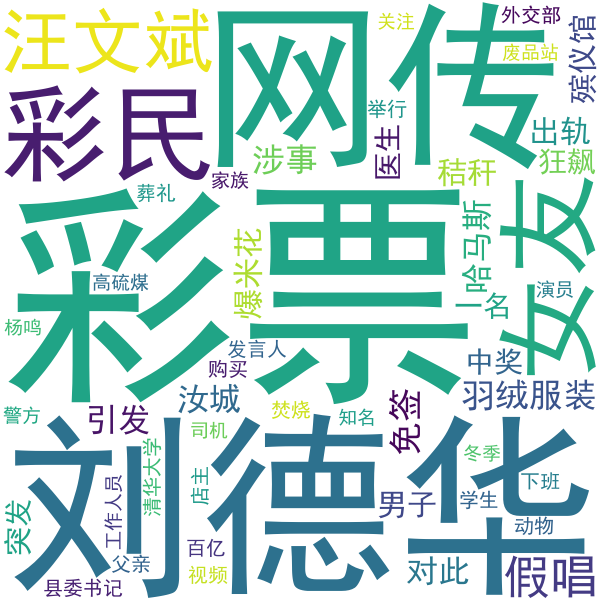 汪文斌
网传
关注
外交部
废品站
殡仪馆
彩民
涉事
举行
医生
秸秆
出轨
狂飙
葬礼
家族
彩票
女友
爆米花
哈马斯
一名
高硫煤
演员
杨鸣
发言人
购买
中奖
汝城
羽绒服装
免签
警方
引发
焚烧
知名
司机
刘德华
清华大学
冬季
突发
工作人员
店主
男子
学生
下班
动物
父亲
百亿
视频
对此
假唱
县委书记